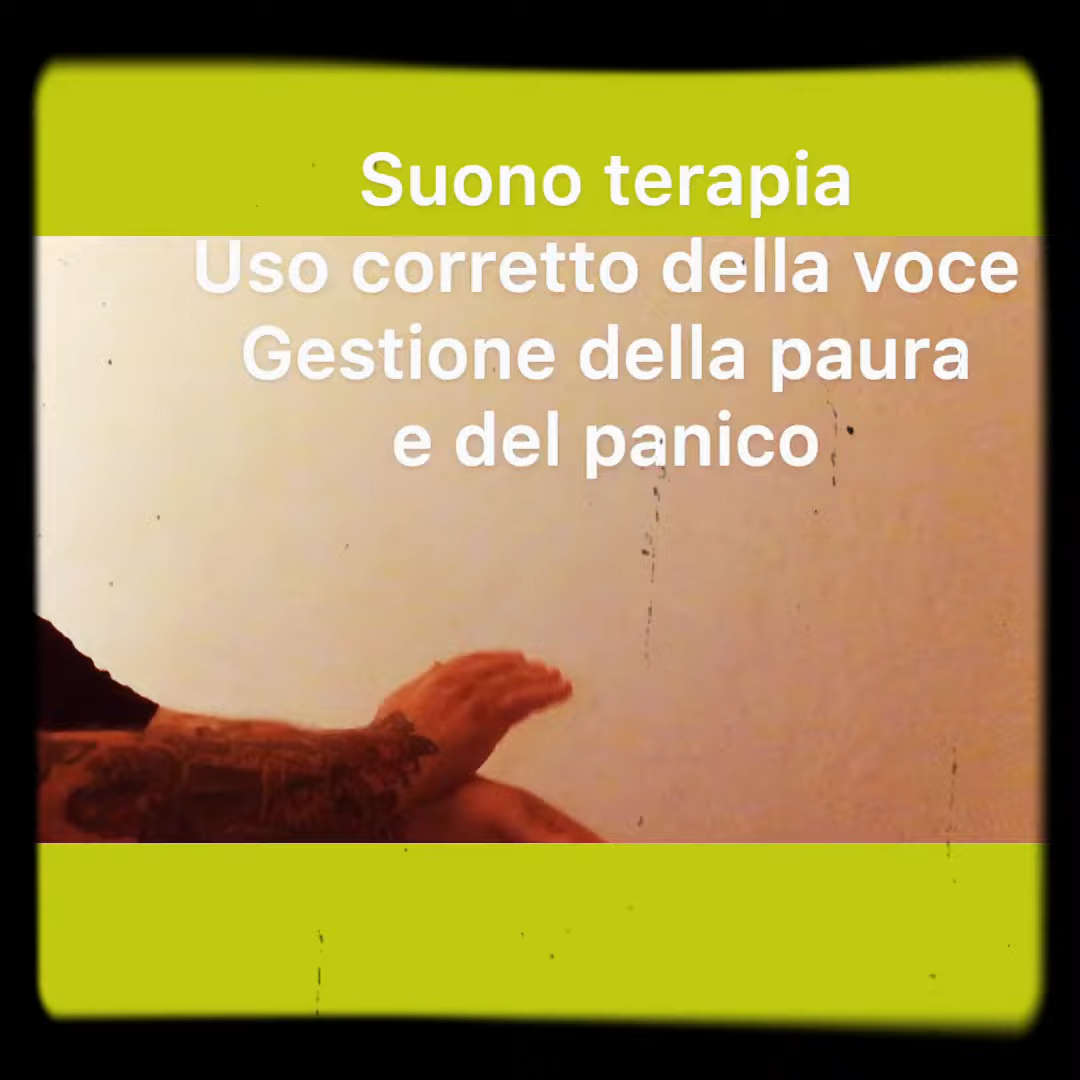 Suono terapia
Uso corretto della voce
Gestione della paura
e del panico